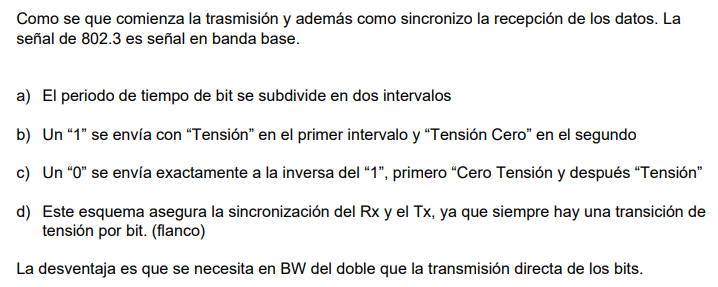 Como se que comienza la trasmisión y además como sincronizo la recepción de los datos. La
señal de 802.3 es señal en banda base.
a) El periodo de tiempo de bit se subdivide en dos intervalos
b) Un “1” se envía con “Tensión” en el primer intervalo y “Tensión Cero” en el segundo
c) Un “0” se envía exactamente a la inversa del “1”, primero “Cero Tensión y después “Tensión”
d) Este esquema asegura la sincronización del Rx y el Tx, ya que siempre hay una transición de
tensión por bit. (flanco)
La desventaja es que se necesita en BW del doble que la transmisión directa de los bits.